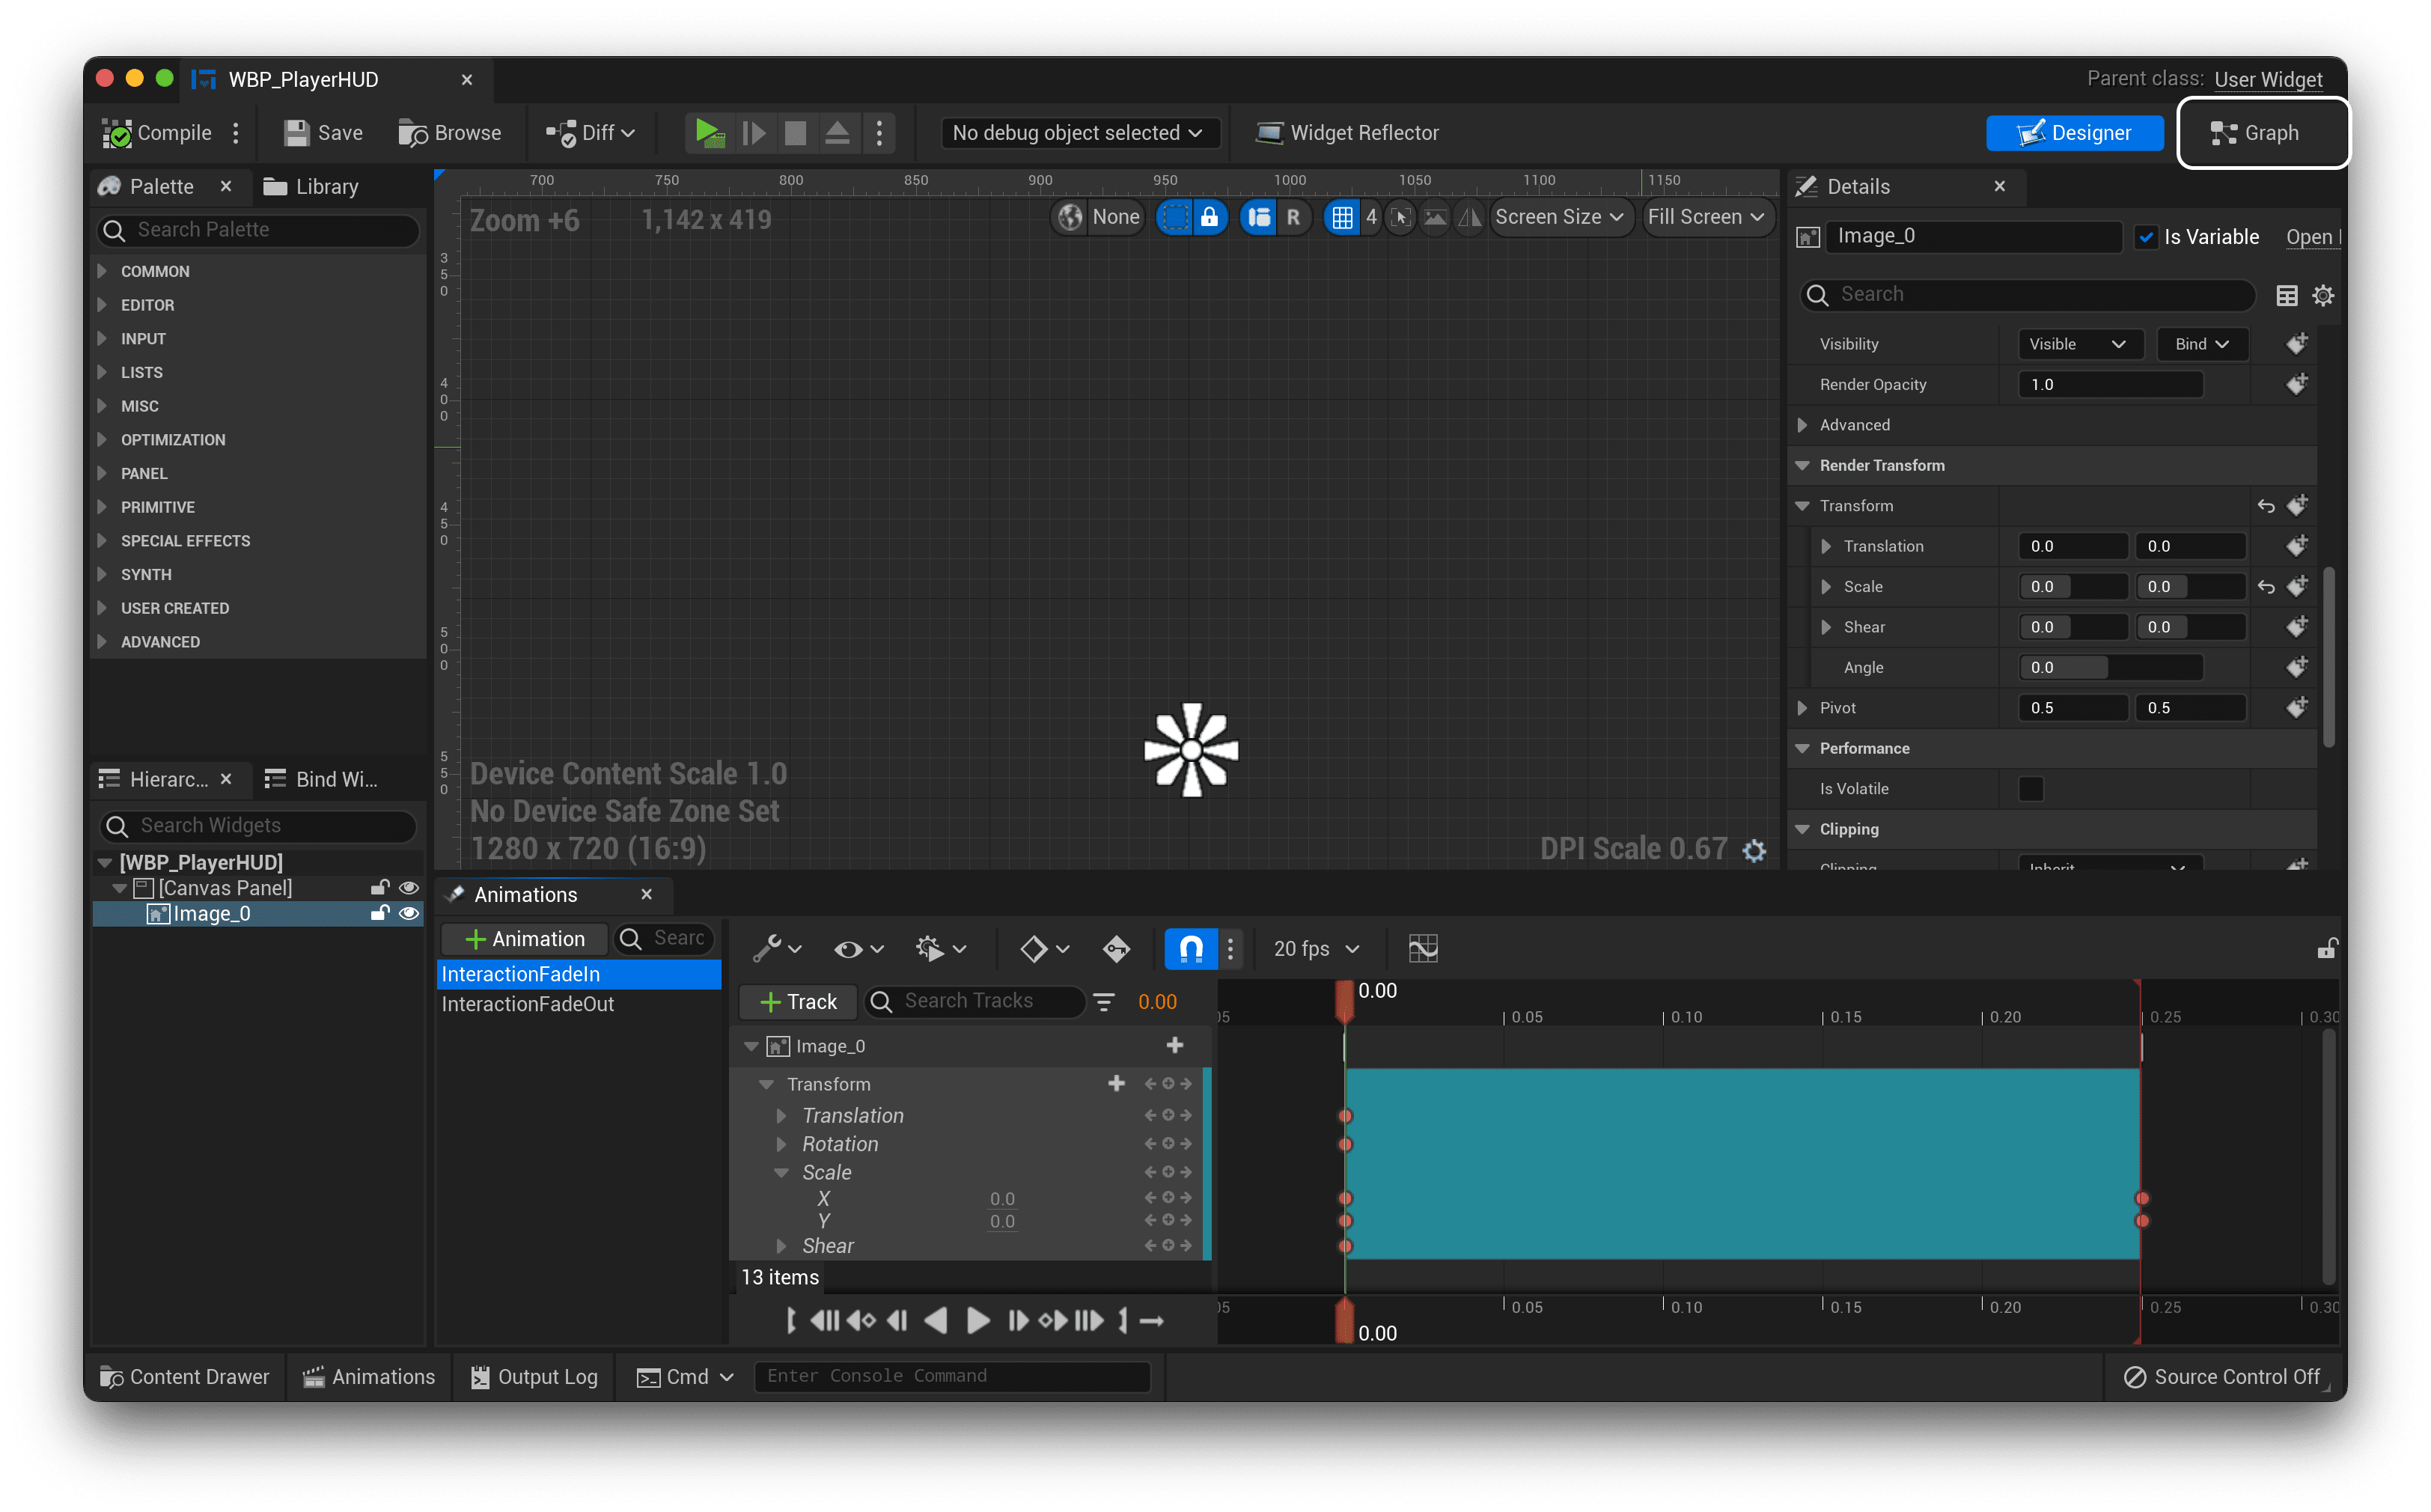 WBP_PlayerHUD
Parent class: User Widget
Compile
Save
Browse
Diff
No debug object selected
Widget Reflector
Designer
Graph
Palette
Library
Search Palette
COMMON
EDITOR
INPUT
LISTS
MISC
OPTIMIZATION
PANEL
PRIMITIVE
SPECIAL EFFECTS
SYNTH
USER CREATED
ADVANCED
Hierarc...
Bind Wi...
Search Widgets
[WBP_PlayerHUD]
[Canvas Panel]
Image_0
700 750 800 850 900 950 1000 1050 1100 1150
350
400
450
500
550
Zoom +6
1,142 x 419
None
R
4
Screen Size
Fill Screen
Device Content Scale 1.0
No Device Safe Zone Set
1280 x 720 (16:9)
DPI Scale 0.67
Details
Image_0
Is Variable
Open
Search
Visibility
Visible
Bind
Render Opacity
1.0
Advanced
Render Transform
Transform
Translation
0.0 0.0
Scale
0.0 0.0
Shear
0.0 0.0
Angle
0.0
Pivot
0.5 0.5
Performance
Is Volatile
Clipping
Clipping
Inherit
Animations
Animation
Searc
InteractionFadeIn
InteractionFadeOut
20 fps
Track
Search Tracks
0.00
0.00
05 0.05 0.10 0.15 0.20 0.25 0.30
Image_0
Transform
Translation
Rotation
Scale
X 0.0
Y 0.0
Shear
13 items
05 0.05 0.10 0.15 0.20 0.25 0.30
0.00
Content Drawer
Animations
Output Log
Cmd
Enter Console Command
Source Control Off